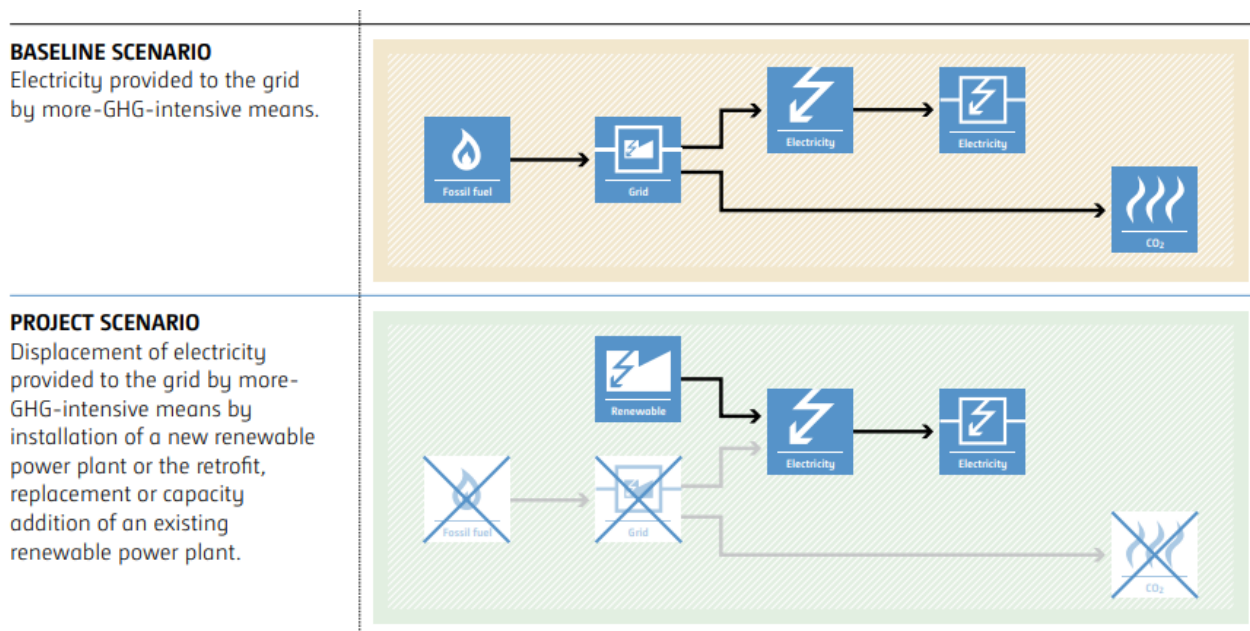 BASELINE SCENARIO
Electricity provided to the grid
by more-GHG-intensive means.
Fossil fuel
Grid
Electricity
Electricity
CO₂
PROJECT SCENARIO
Displacement of electricity
provided to the grid by more-
GHG-intensive means by
installation of a new renewable
power plant or the retrofit,
replacement or capacity
addition of an existing
renewable power plant.
Renewable
Electricity
Electricity
Fossil fuel
Grid
CO₂